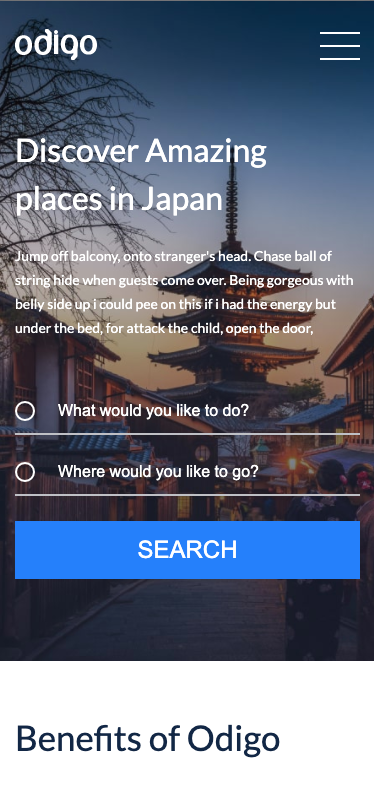 odigo
Discover Amazing
places in Japan
Jump off balcony, onto stranger's head. Chase ball of
string hide when guests come over. Being gorgeous with
belly side up i could pee on this if i had the energy but
under the bed, for attack the child, open the door,
What would you like to do?
Where would you like to go?
SEARCH
Benefits of Odigo